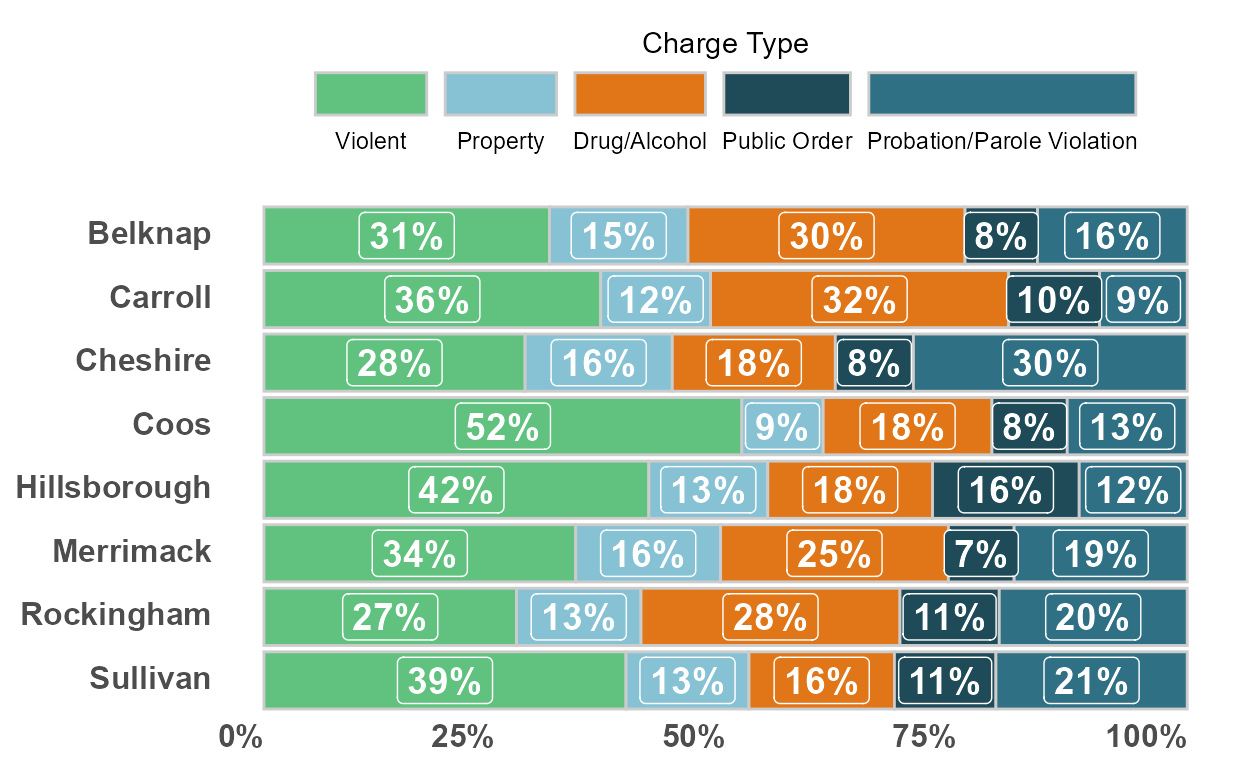 Charge Type
Violent Property Drug/Alcohol Public Order Probation/Parole Violation
Belknap 31% 15% 30% 8% 16%
Carroll 36% 12% 32% 10% 9%
Cheshire 28% 16% 18% 8% 30%
Coos 52% 9% 18% 8% 13%
Hillsborough 42% 13% 18% 16% 12%
Merrimack 34% 16% 25% 7% 19%
Rockingham 27% 13% 28% 11% 20%
Sullivan 39% 13% 16% 11% 21%
0% 25% 50% 75% 100%